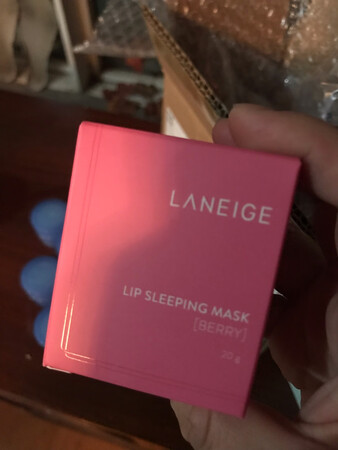 LANEIGE
LIP SLEEPING MASK
[BERRY]
20 g